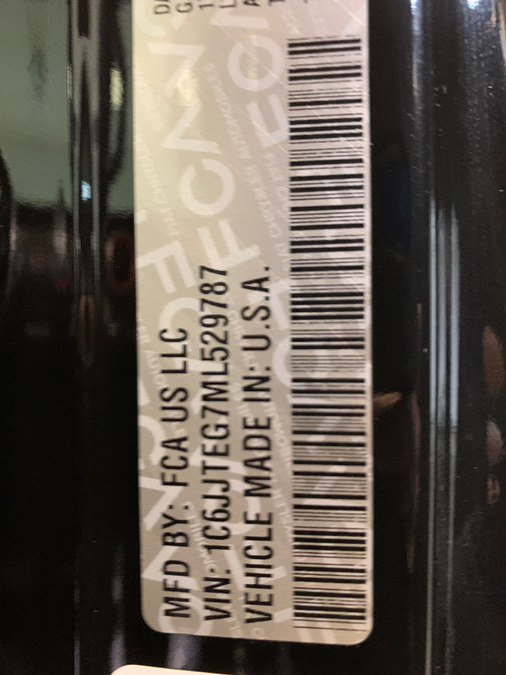 MFD BY: FCA US LLC
VIN: 1C6JJTEG7ML529787
VEHICLE MADE IN: U.S.A.